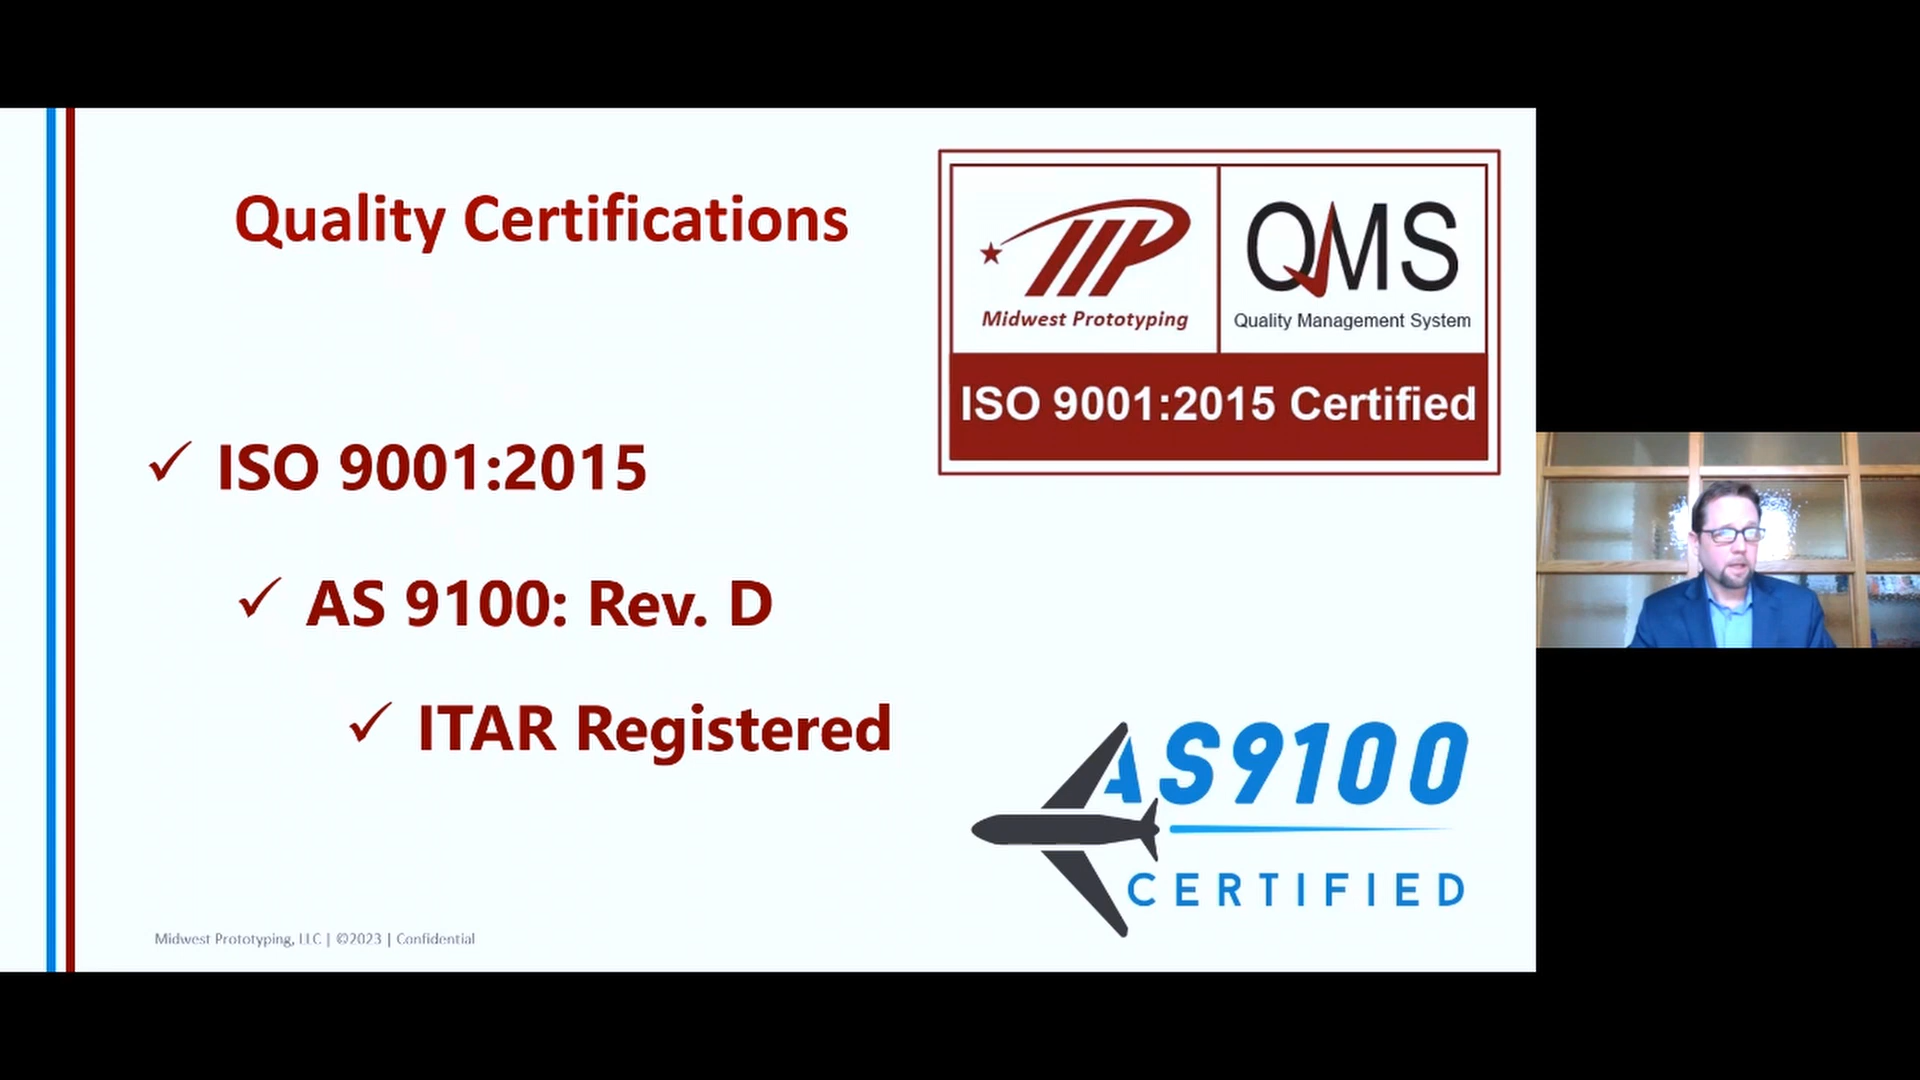 Quality Certifications
Midwest Prototyping
QMS
Quality Management System
ISO 9001:2015 Certified
ISO 9001:2015
AS 9100: Rev. D
ITAR Registered
AS9100
CERTIFIED
Midwest Prototyping, LLC | ©2023 | Confidential